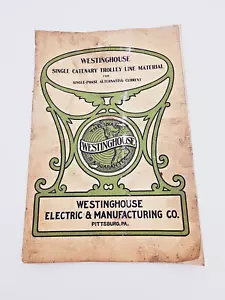 WESTINGHOUSE
SINGLE CATENARY TROLLEY LINE MATERIAL
FOR
SINGLE-PHASE ALTERNATING CURRENT
WESTINGHOUSE
WESTINGHOUSE
ELECTRIC & MANUFACTURING CO.
PITTSBURG, PA.